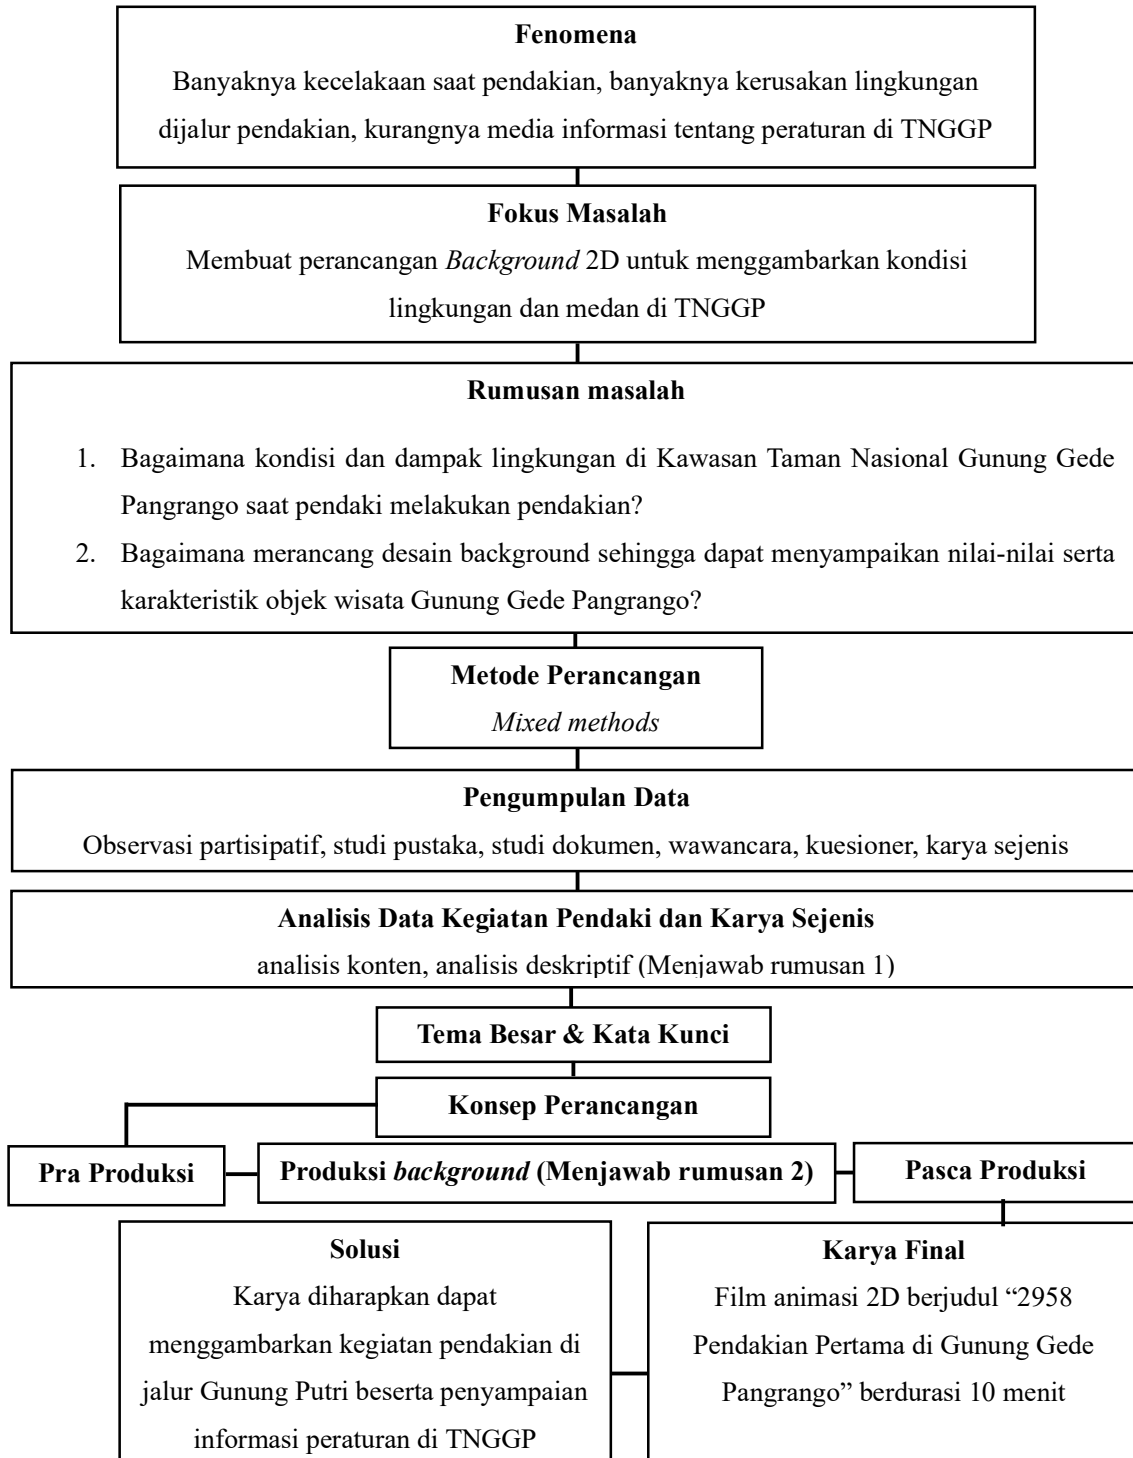 Fenomena
Banyaknya kecelakaan saat pendakian, banyaknya kerusakan lingkungan
dijalur pendakian, kurangnya media informasi tentang peraturan di TNGGP
Fokus Masalah
Membuat perancangan Background 2D untuk menggambarkan kondisi
lingkungan dan medan di TNGGP
Rumusan masalah
1. Bagaimana kondisi dan dampak lingkungan di Kawasan Taman Nasional Gunung Gede
Pangrango saat pendaki melakukan pendakian?
2. Bagaimana merancang desain background sehingga dapat menyampaikan nilai-nilai serta
karakteristik objek wisata Gunung Gede Pangrango?
Metode Perancangan
Mixed methods
Pengumpulan Data
Observasi partisipatif, studi pustaka, studi dokumen, wawancara, kuesioner, karya sejenis
Analisis Data Kegiatan Pendaki dan Karya Sejenis
analisis konten, analisis deskriptif (Menjawab rumusan 1)
Tema Besar & Kata Kunci
Konsep Perancangan
Pra Produksi
Produksi background (Menjawab rumusan 2)
Pasca Produksi
Solusi
Karya diharapkan dapat
menggambarkan kegiatan pendakian di
jalur Gunung Putri beserta penyampaian
informasi peraturan di TNGGP
Karya Final
Film animasi 2D berjudul “2958
Pendakian Pertama di Gunung Gede
Pangrango” berdurasi 10 menit